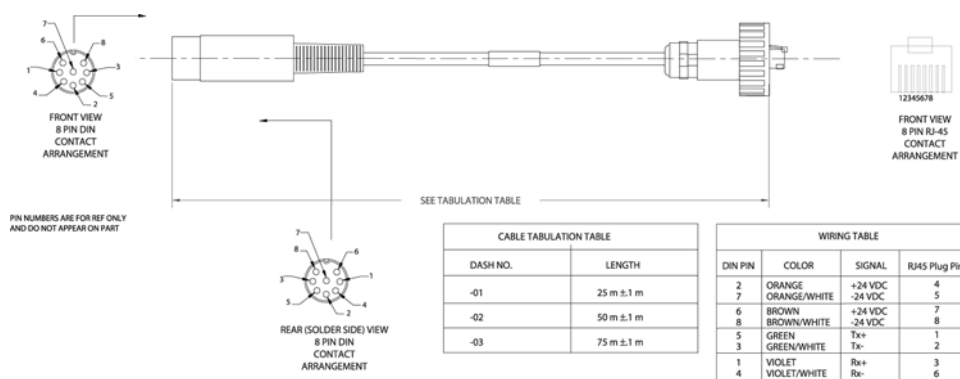 7
6
8
1
3
4
5
2
FRONT VIEW
8 PIN DIN
CONTACT
ARRANGEMENT
12345678
FRONT VIEW
8 PIN RJ-45
CONTACT
ARRANGEMENT
SEE TABULATION TABLE
PIN NUMBERS ARE FOR REF ONLY
AND DO NOT APPEAR ON PART
7
8
6
3
1
5
4
2
REAR (SOLDER SIDE) VIEW
8 PIN DIN
CONTACT
ARRANGEMENT
CABLE TABULATION TABLE
DASH NO. LENGTH
-01 25 m ±.1 m
-02 50 m ±.1 m
-03 75 m ±.1 m
WIRING TABLE
DIN PIN COLOR SIGNAL RJ45 Plug Pin
2 ORANGE +24 VDC 4
7 ORANGE/WHITE -24 VDC 5
6 BROWN +24 VDC 7
8 BROWN/WHITE -24 VDC 8
5 GREEN Tx+ 1
3 GREEN/WHITE Tx- 2
1 VIOLET Rx+ 3
4 VIOLET/WHITE Rx- 6